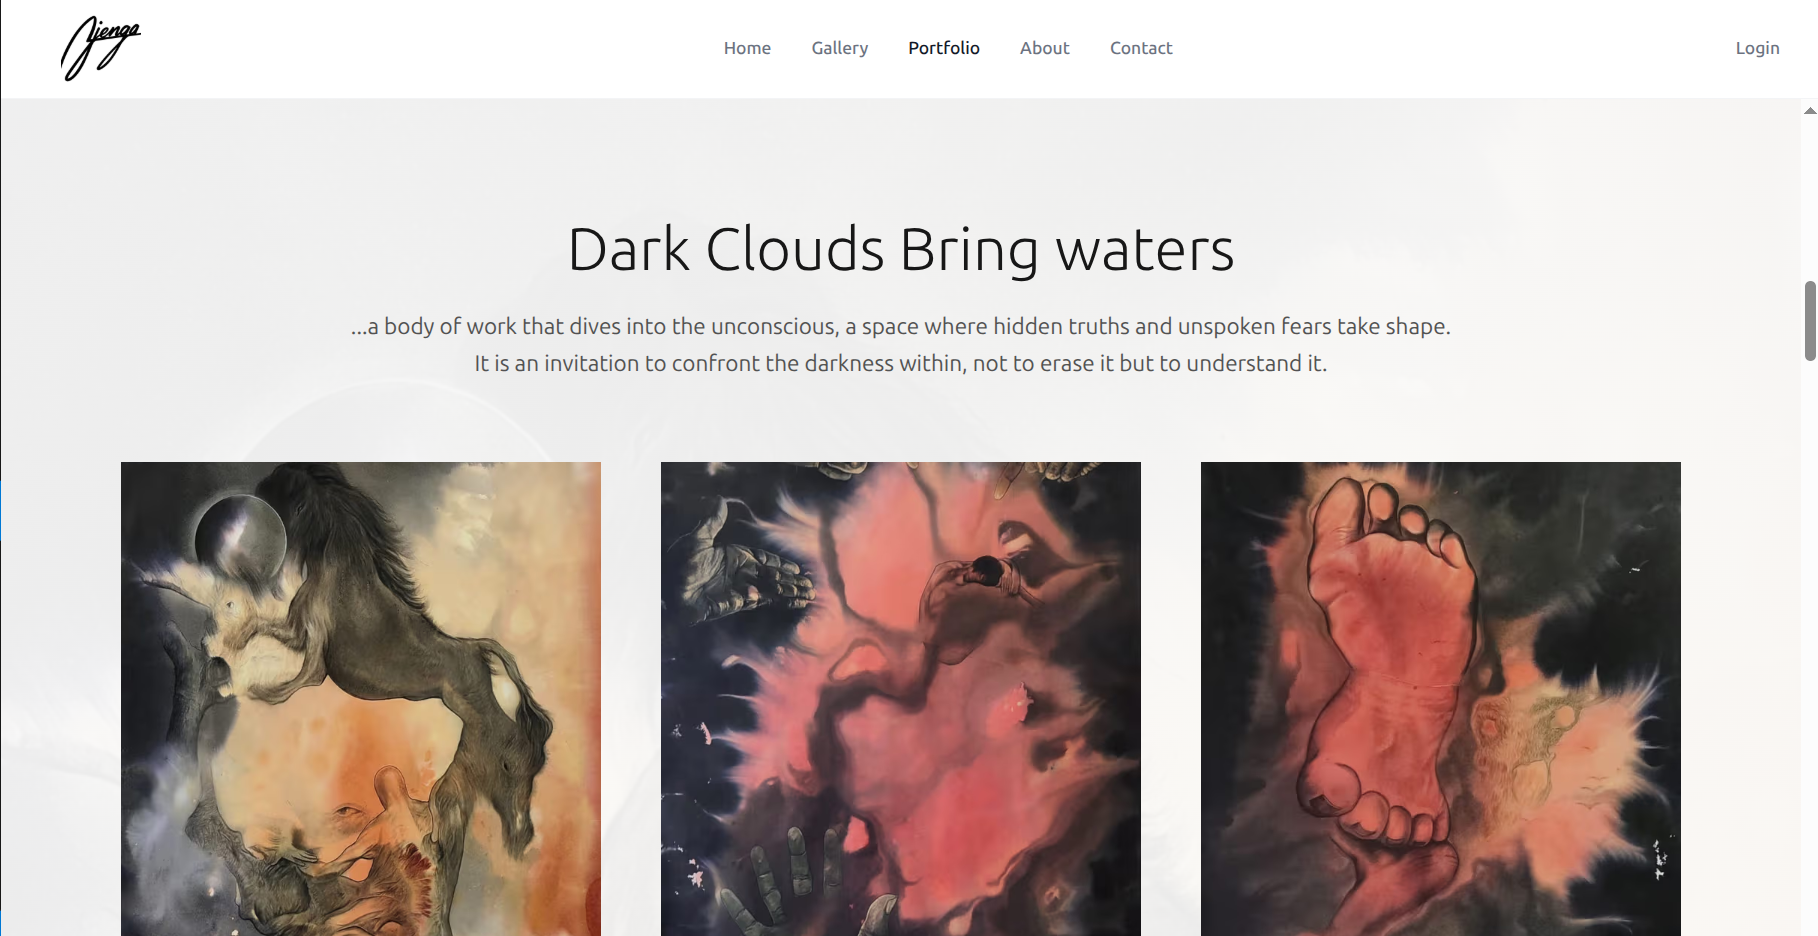 Ajenga
Home
Gallery
Portfolio
About
Contact
Login
Dark Clouds Bring waters
...a body of work that dives into the unconscious, a space where hidden truths and unspoken fears take shape.
It is an invitation to confront the darkness within, not to erase it but to understand it.